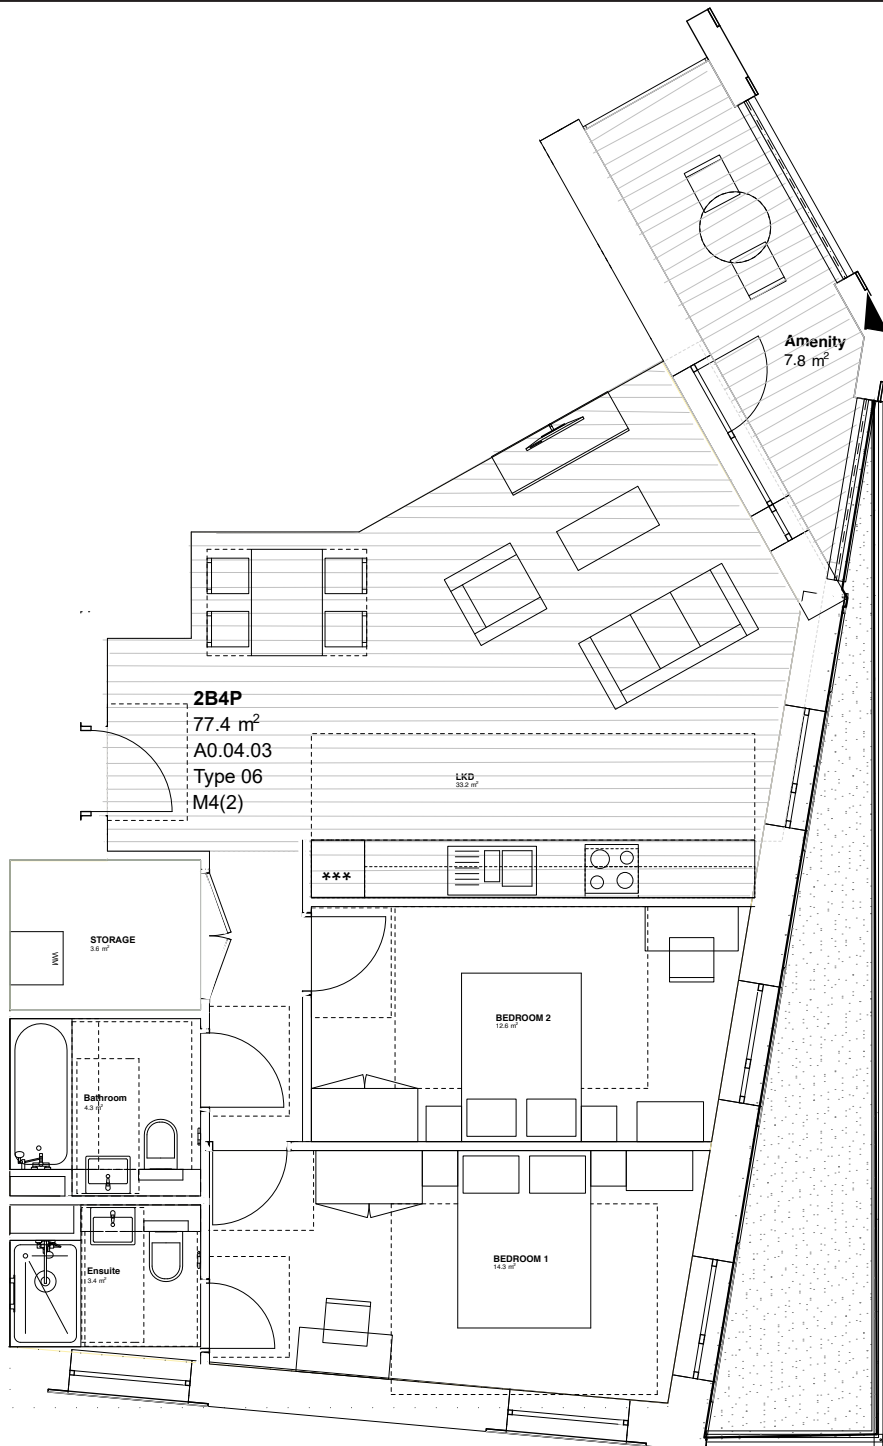 Amenity
7.8 m²
2B4P
77.4 m²
A0.04.03
Type 06
M4(2)
LKD
33.2 m²
***
STORAGE
3.6 m²
WM
BEDROOM 2
12.6 m²
Bathroom
4.3 m²
BEDROOM 1
14.3 m²
Ensuite
3.4 m²